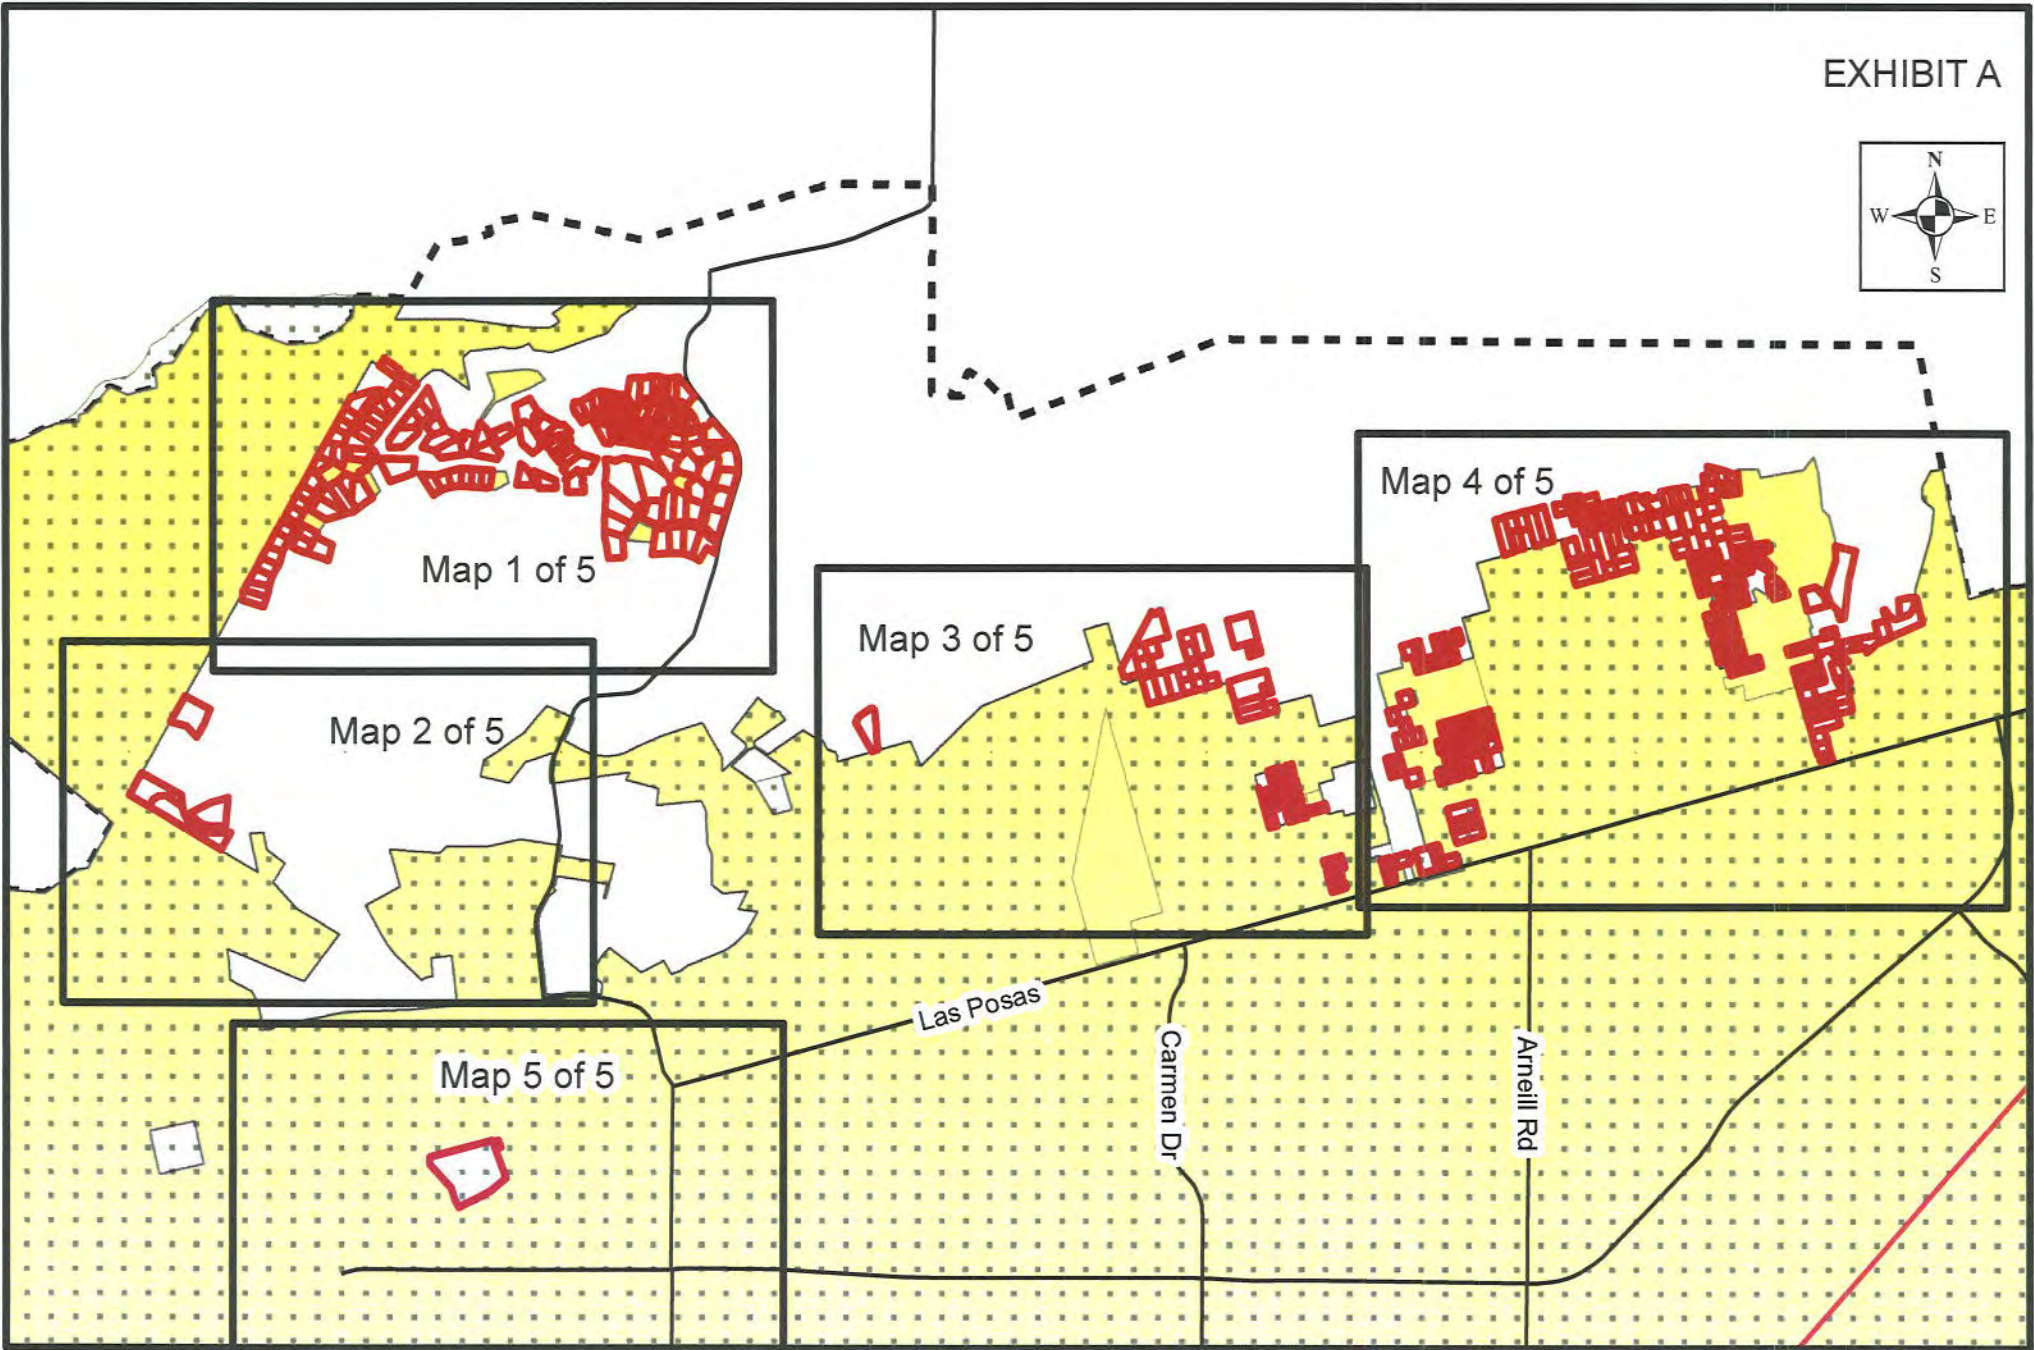 EXHIBIT A
N
W E
S
Map 4 of 5
Map 1 of 5
Map 3 of 5
Map 2 of 5
Las Posas
Carmen Dr
Arneill Rd
Map 5 of 5